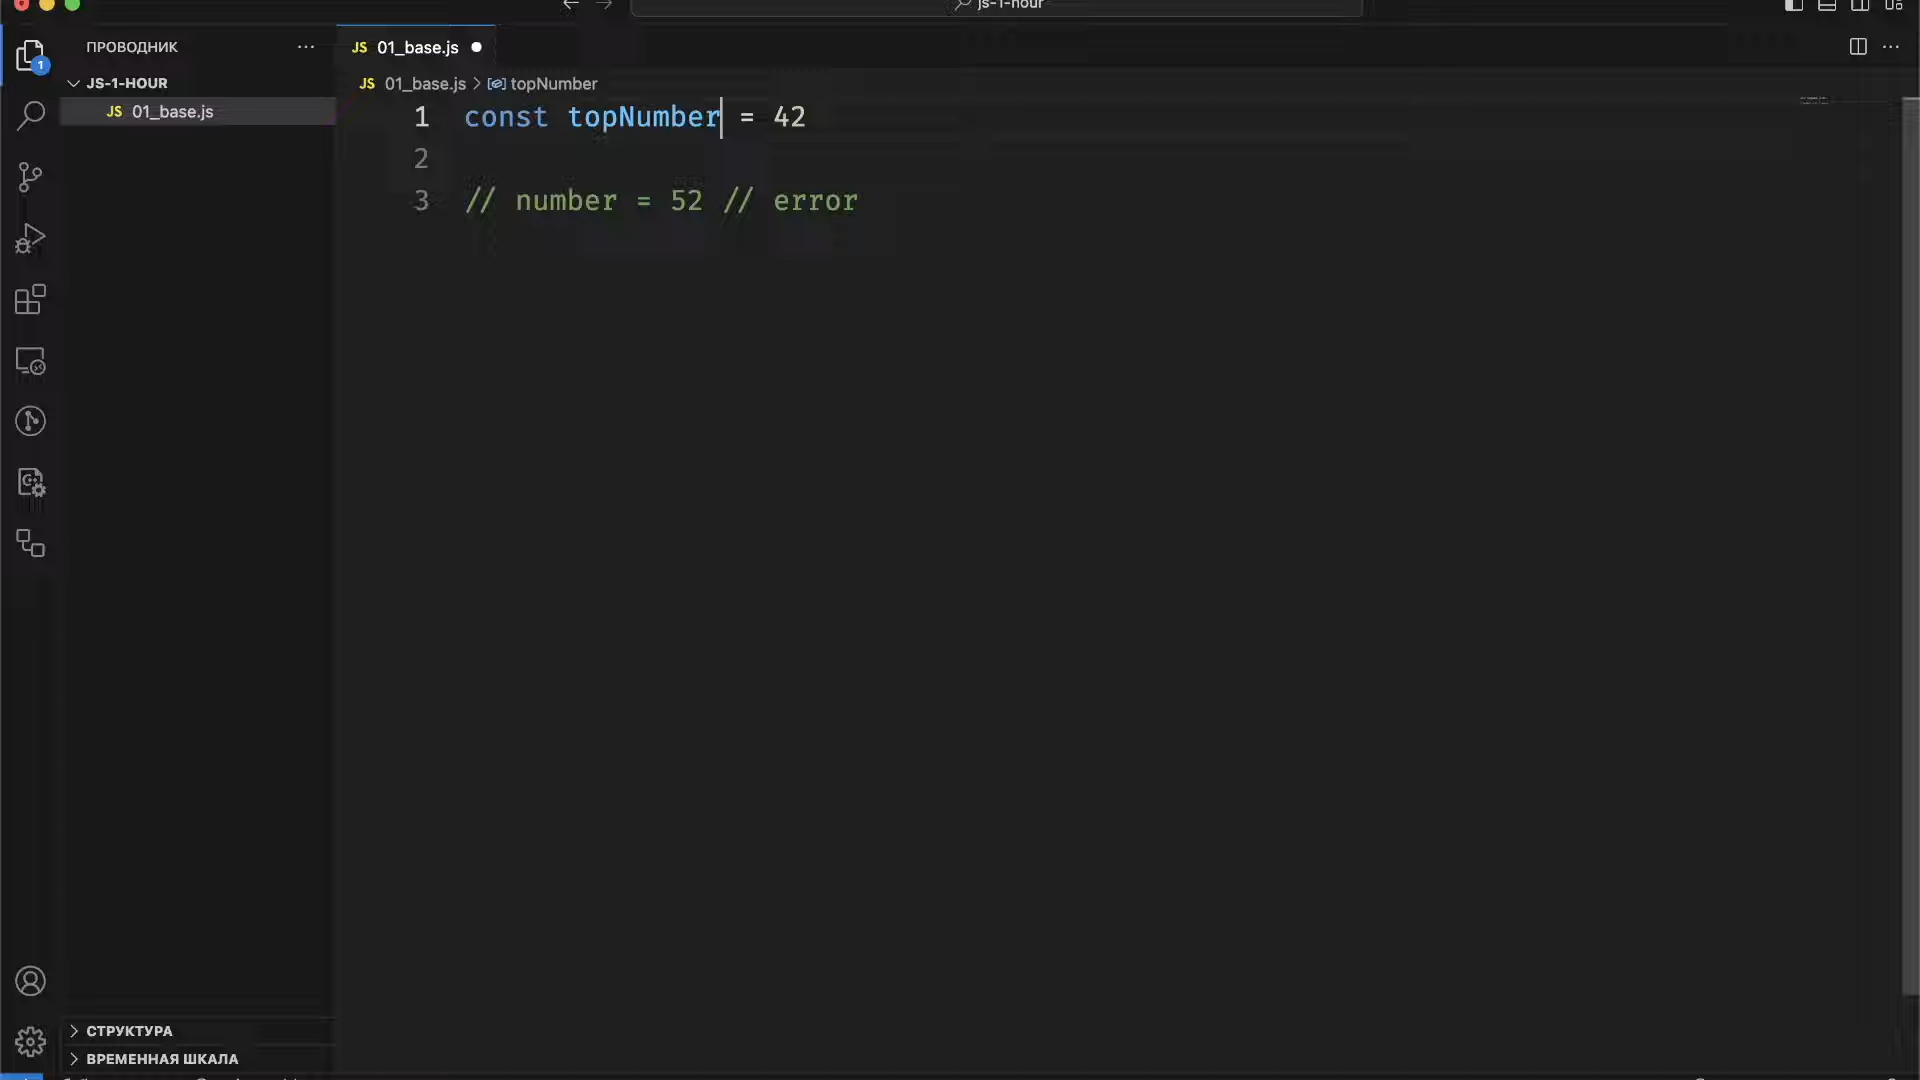 js-1-hour
ПРОВОДНИК
JS 01_base.js
1
JS-1-HOUR
JS 01_base.js > topNumber
JS 01_base.js
1 const topNumber = 42
2
3 // number = 52 // error
СТРУКТУРА
ВРЕМЕННАЯ ШКАЛА